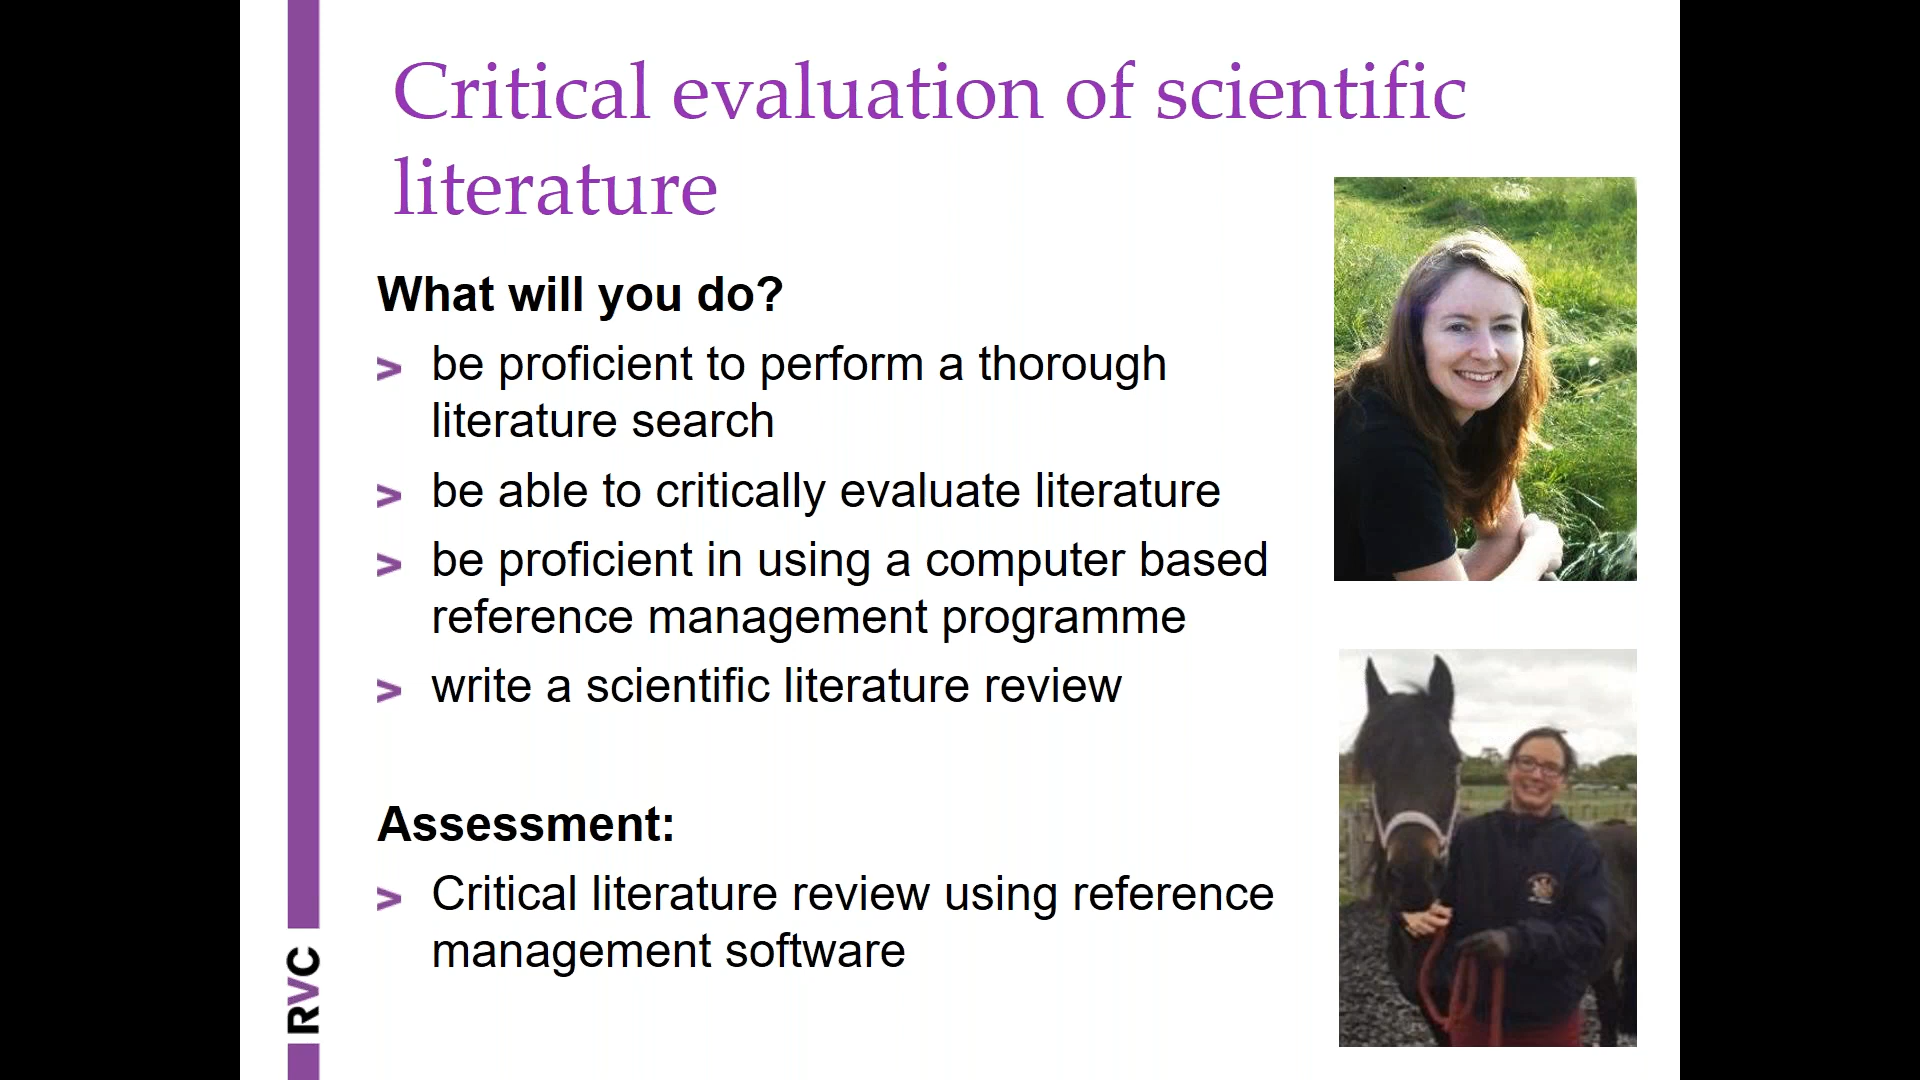 Critical evaluation of scientific
literature
What will you do?
> be proficient to perform a thorough
literature search
> be able to critically evaluate literature
> be proficient in using a computer based
reference management programme
> write a scientific literature review
Assessment:
> Critical literature review using reference
management software
RVC